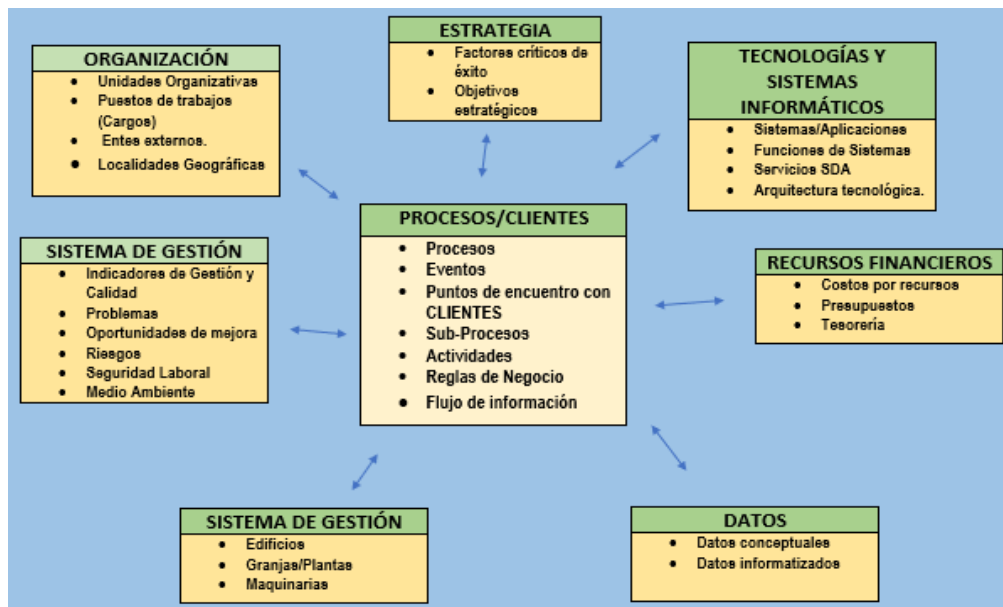 ESTRATEGIA
• Factores críticos de
éxito
• Objetivos
estratégicos
ORGANIZACIÓN
• Unidades Organizativas
• Puestos de trabajos
(Cargos)
• Entes externos.
• Localidades Geográficas
TECNOLOGÍAS Y
SISTEMAS
INFORMÁTICOS
• Sistemas/Aplicaciones
• Funciones de Sistemas
• Servicios SDA
• Arquitectura tecnológica.
PROCESOS/CLIENTES
• Procesos
• Eventos
• Puntos de encuentro con
CLIENTES
• Sub-Procesos
• Actividades
• Reglas de Negocio
• Flujo de información
SISTEMA DE GESTIÓN
• Indicadores de Gestión y
Calidad
• Problemas
• Oportunidades de mejora
• Riesgos
• Seguridad Laboral
• Medio Ambiente
RECURSOS FINANCIEROS
• Costos por recursos
• Presupuestos
• Tesorería
SISTEMA DE GESTIÓN
• Edificios
• Granjas/Plantas
• Maquinarias
DATOS
• Datos conceptuales
• Datos informatizados